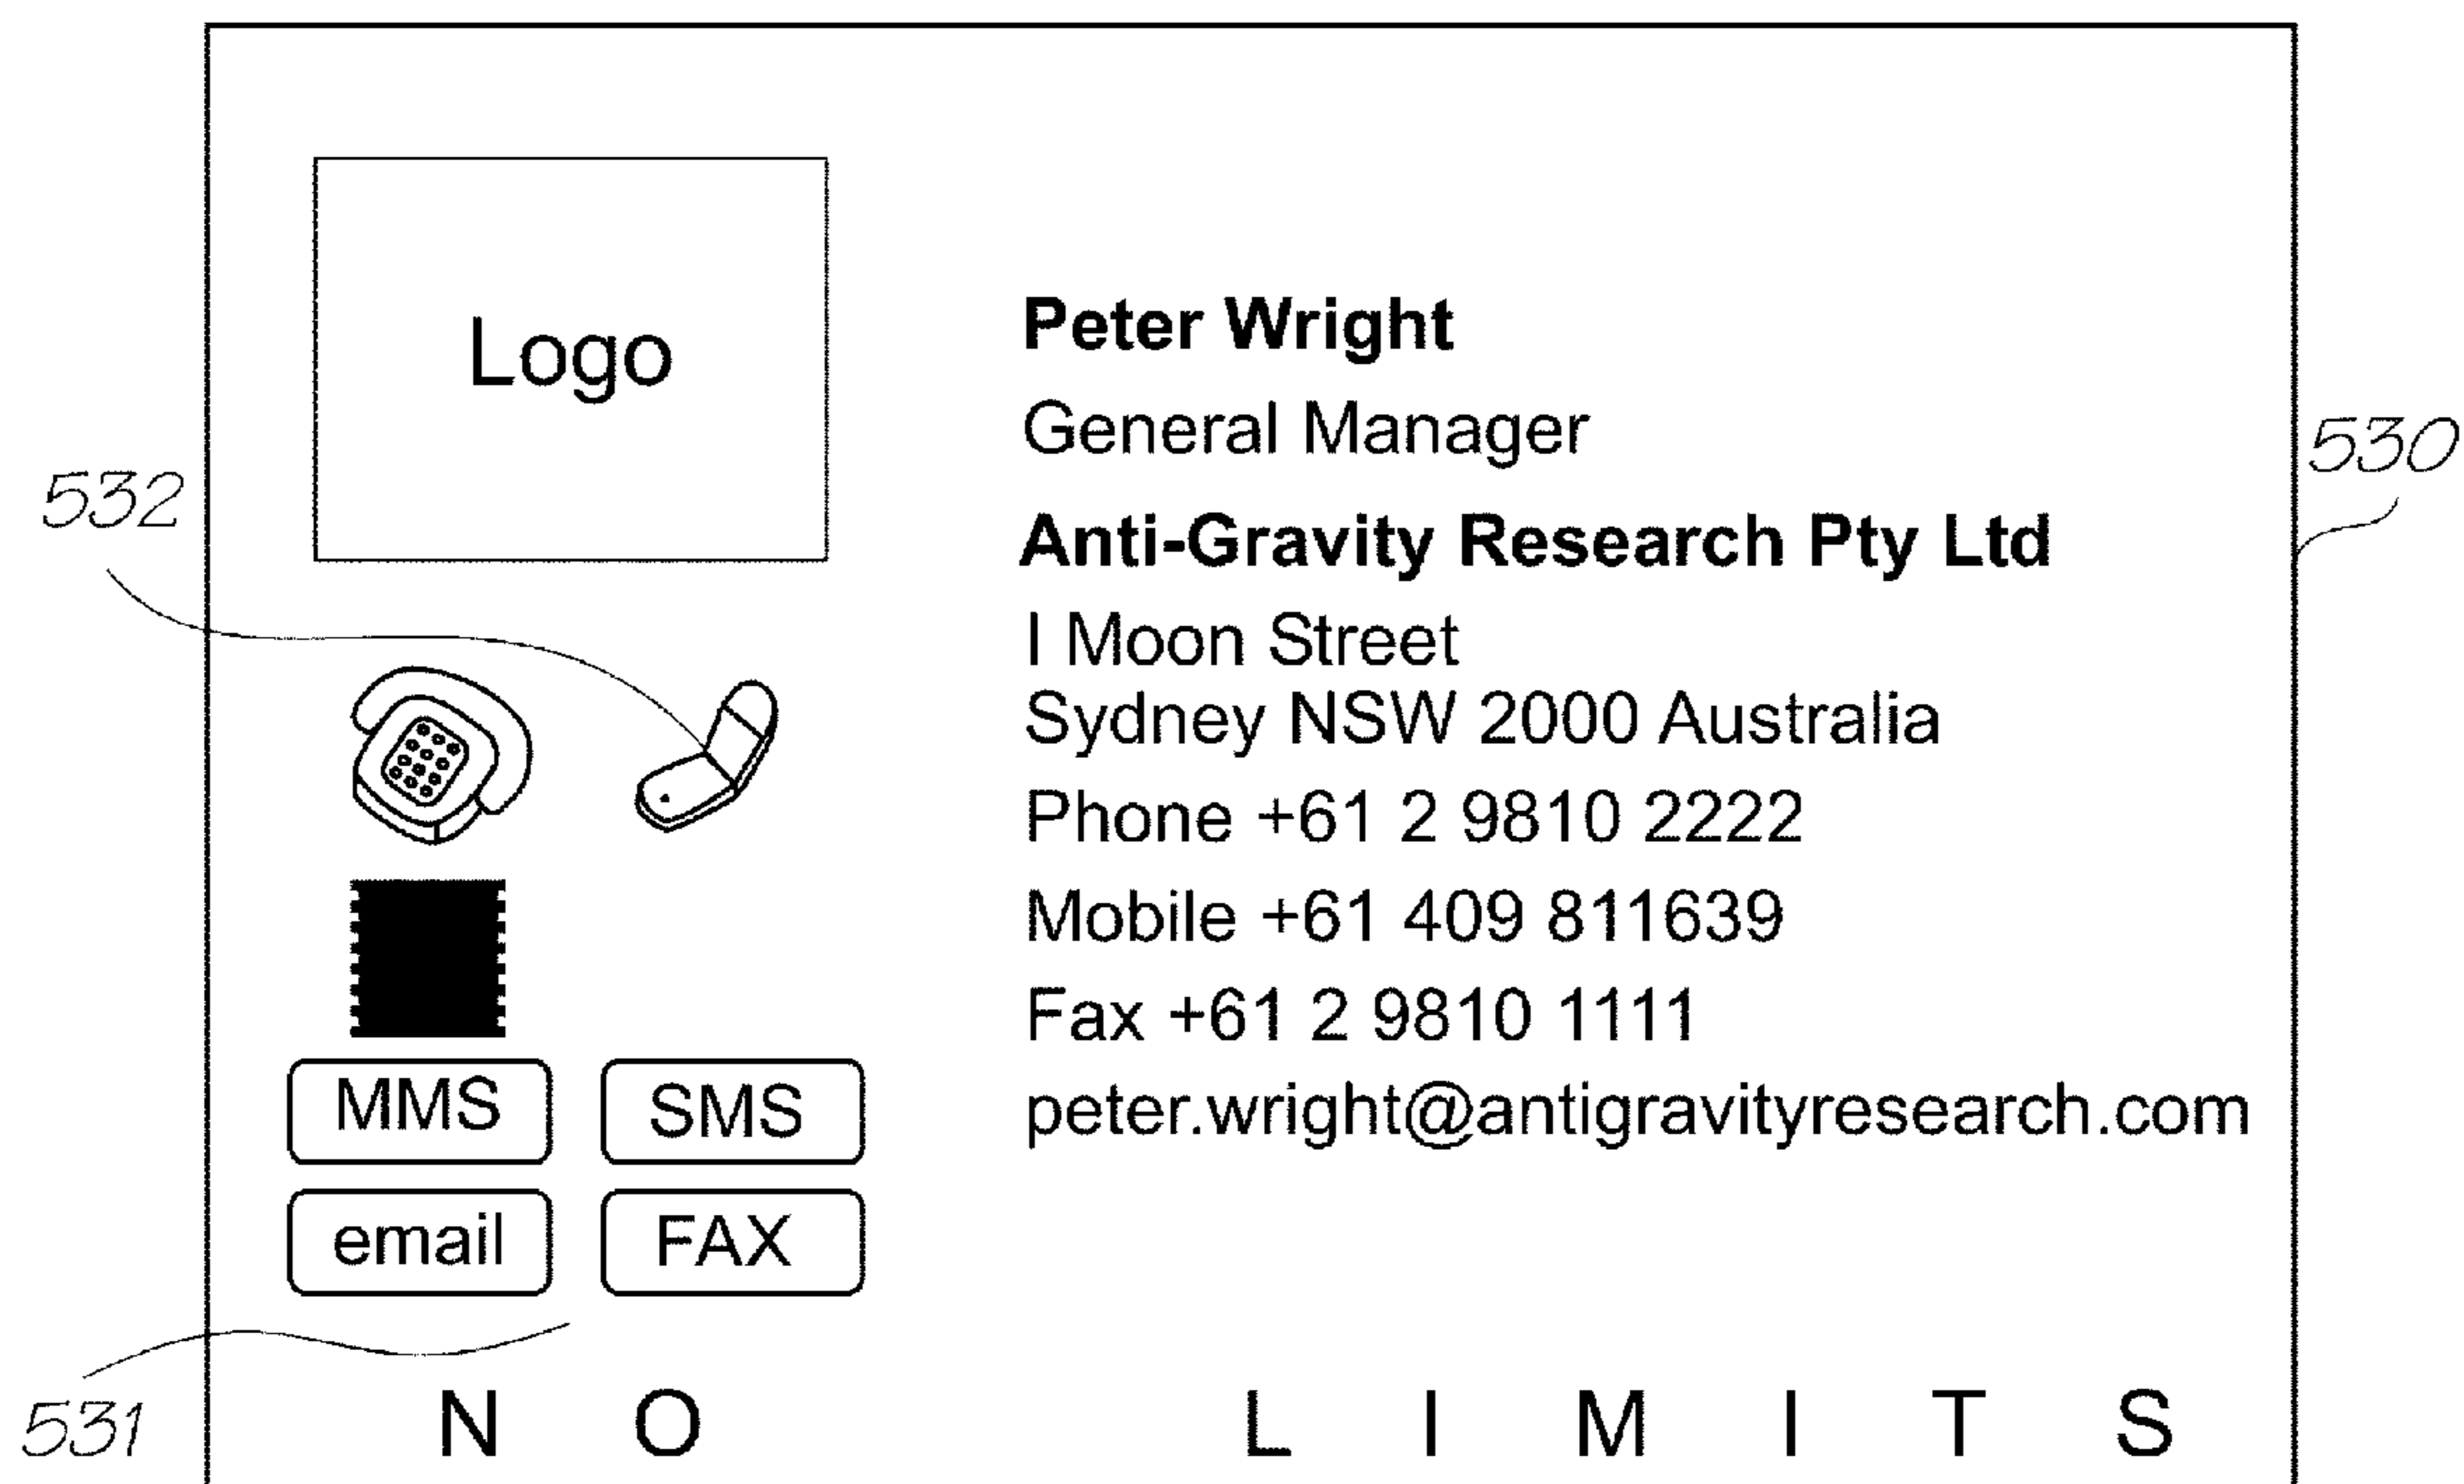 Logo
Peter Wright
General Manager
530
532
Anti-Gravity Research Pty Ltd
I Moon Street
Sydney NSW 2000 Australia
Phone +61 2 9810 2222
Mobile +61 409 811639
Fax +61 2 9810 1111
MMS SMS
peter.wright@antigravityresearch.com
email FAX
531
N O L I M I T S